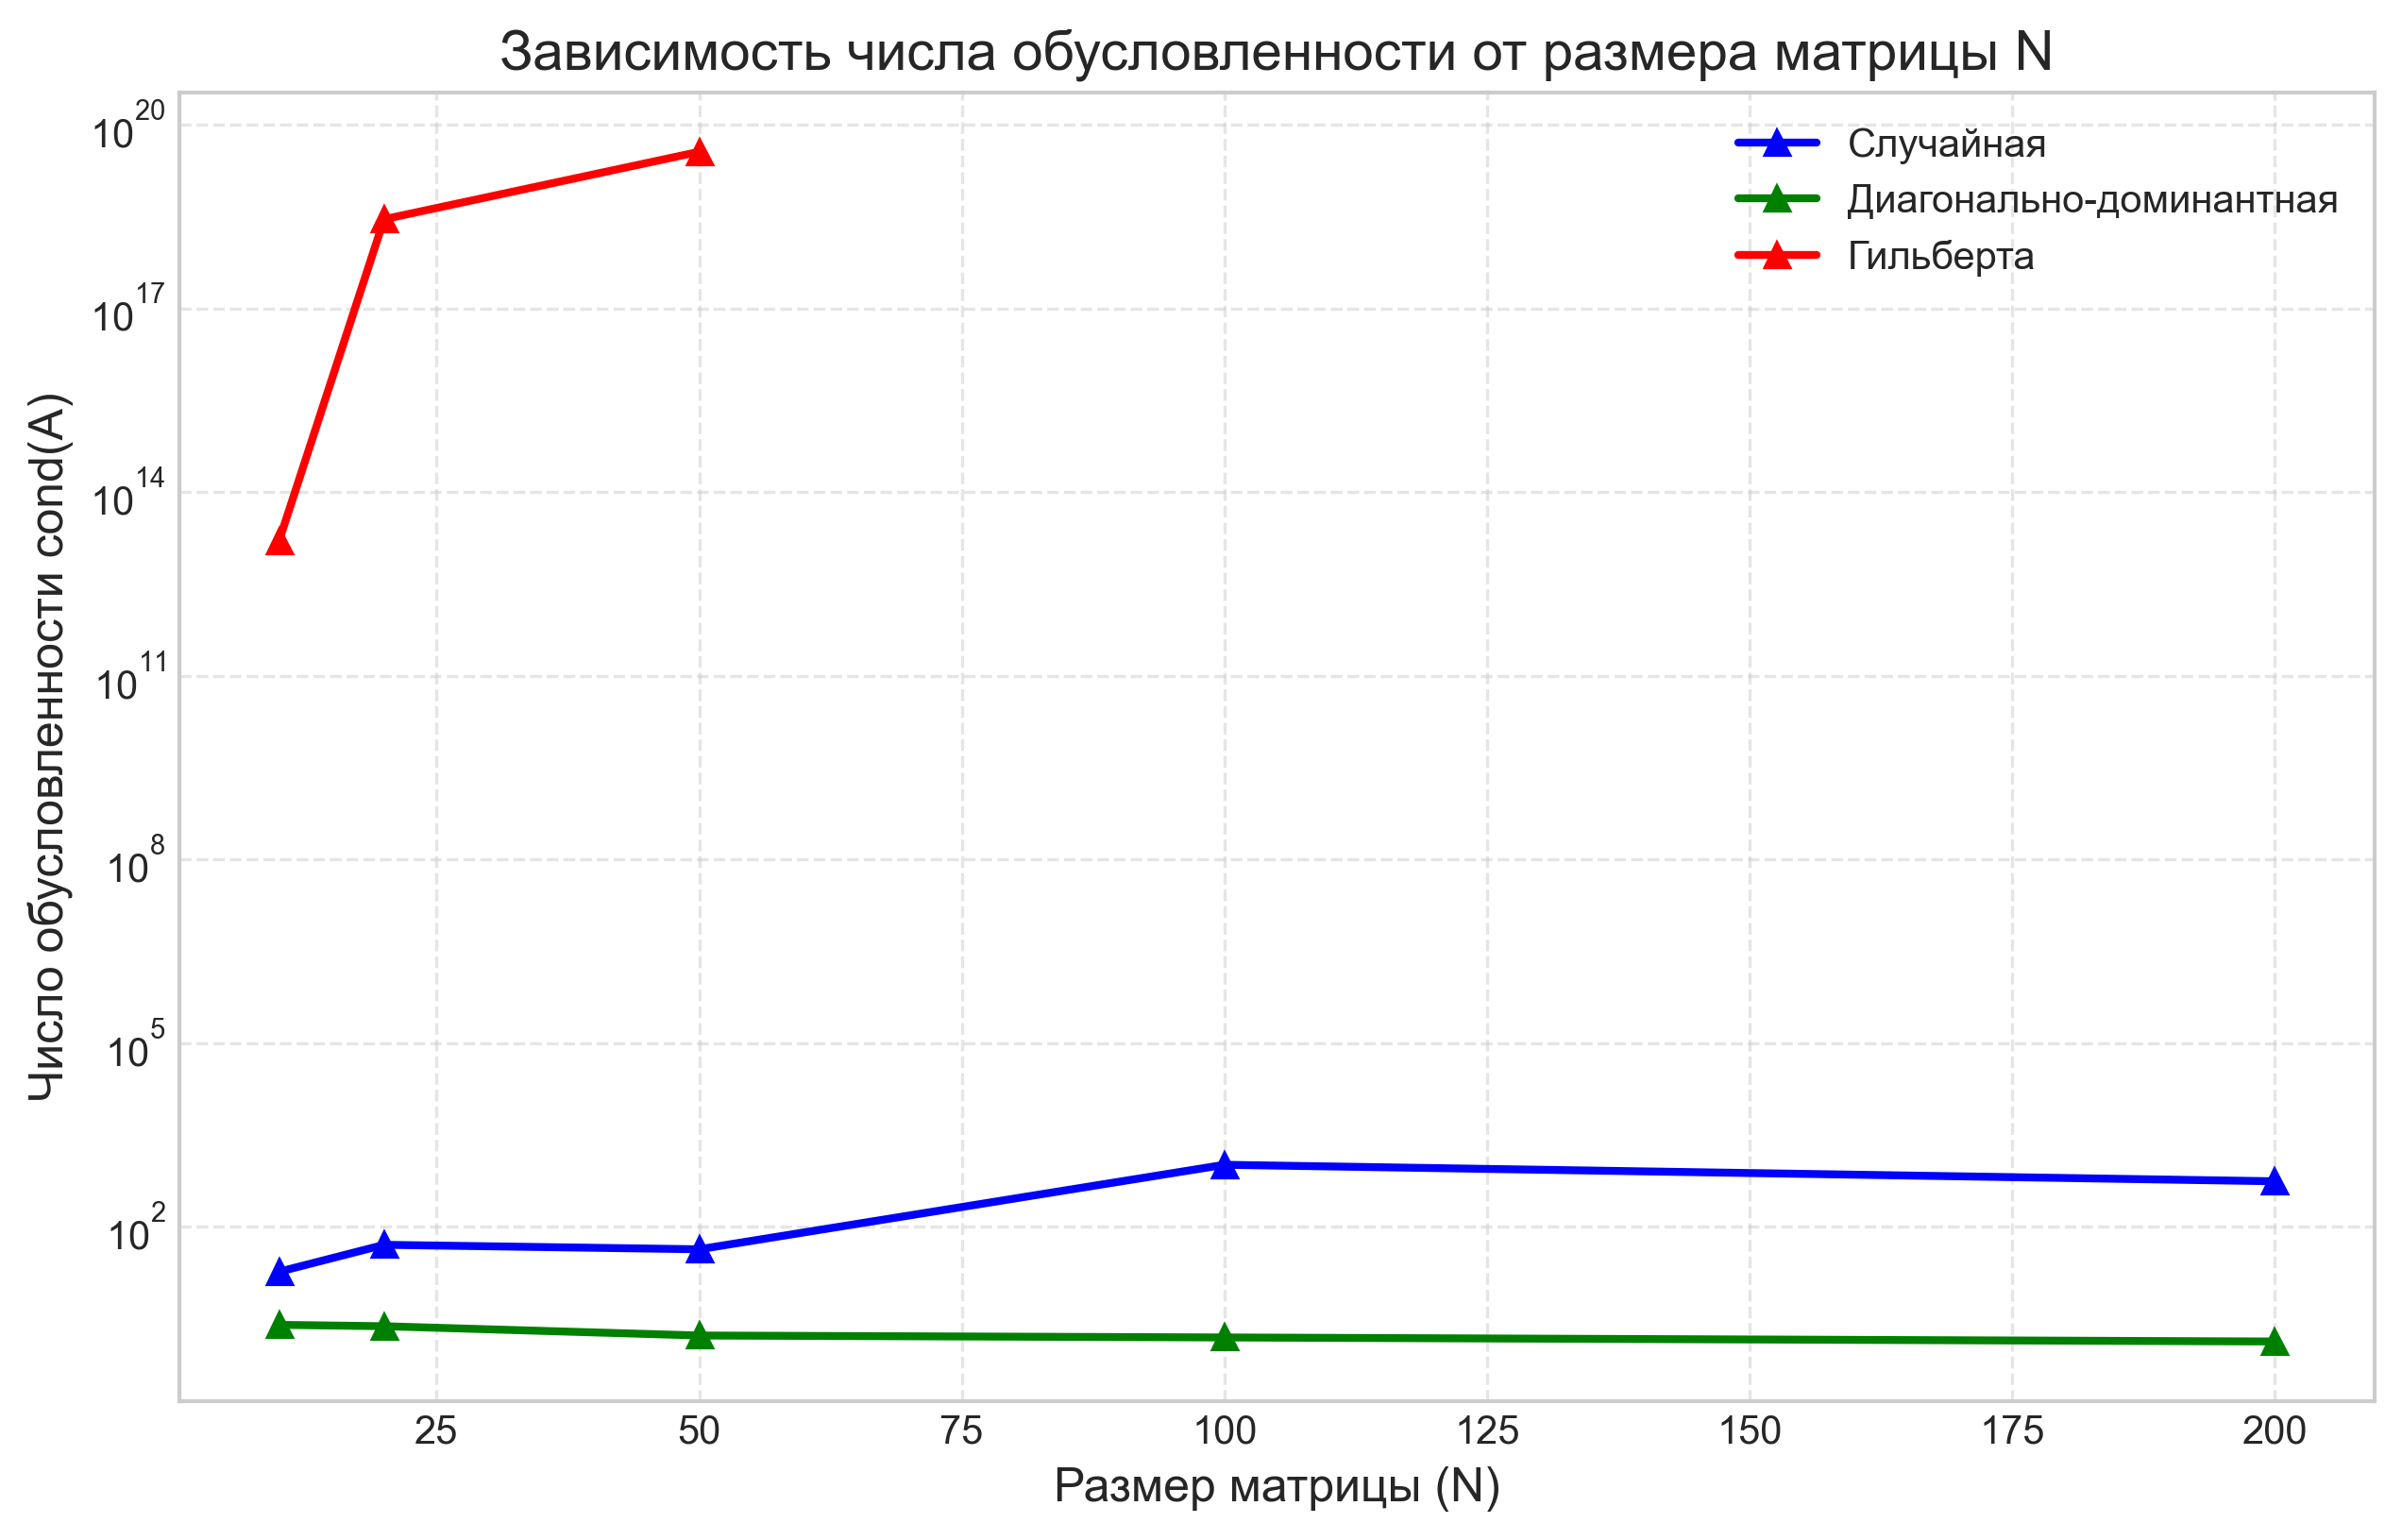 Зависимость числа обусловленности от размера матрицы N
Случайная
Диагонально-доминантная
Гильберта
Число обусловленности cond(A)
10^20
10^17
10^14
10^11
10^8
10^5
10^2
25 50 75 100 125 150 175 200
Размер матрицы (N)